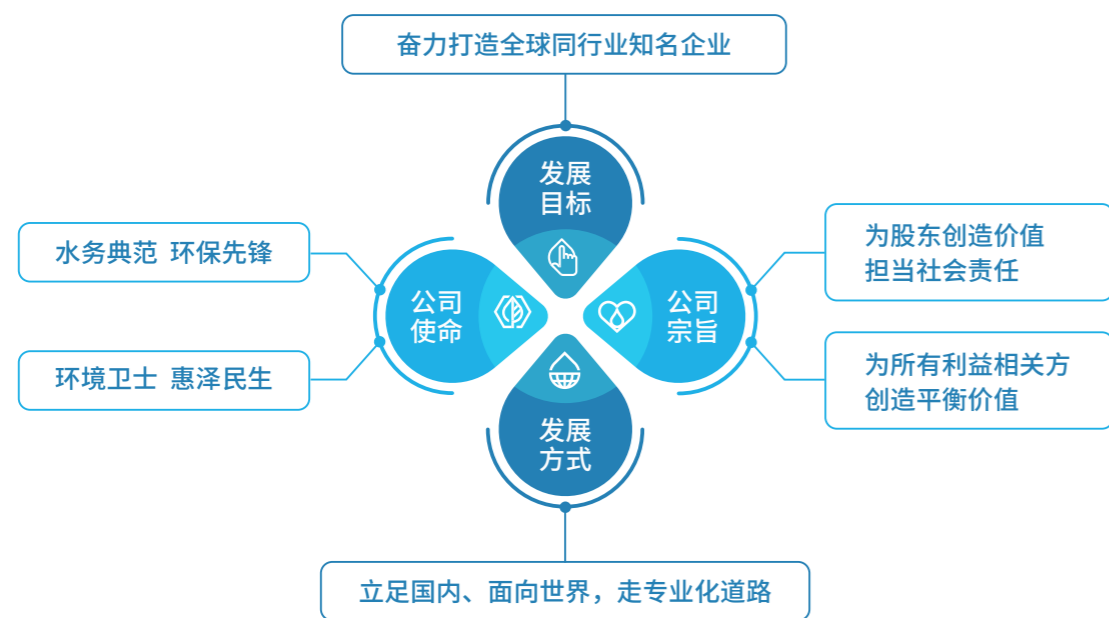 奋力打造全球同行业知名企业
发展
目标
水务典范 环保先锋
环境卫士 惠泽民生
公司
使命
公司
宗旨
为股东创造价值
担当社会责任
为所有利益相关方
创造平衡价值
发展
方式
立足国内、面向世界，走专业化道路